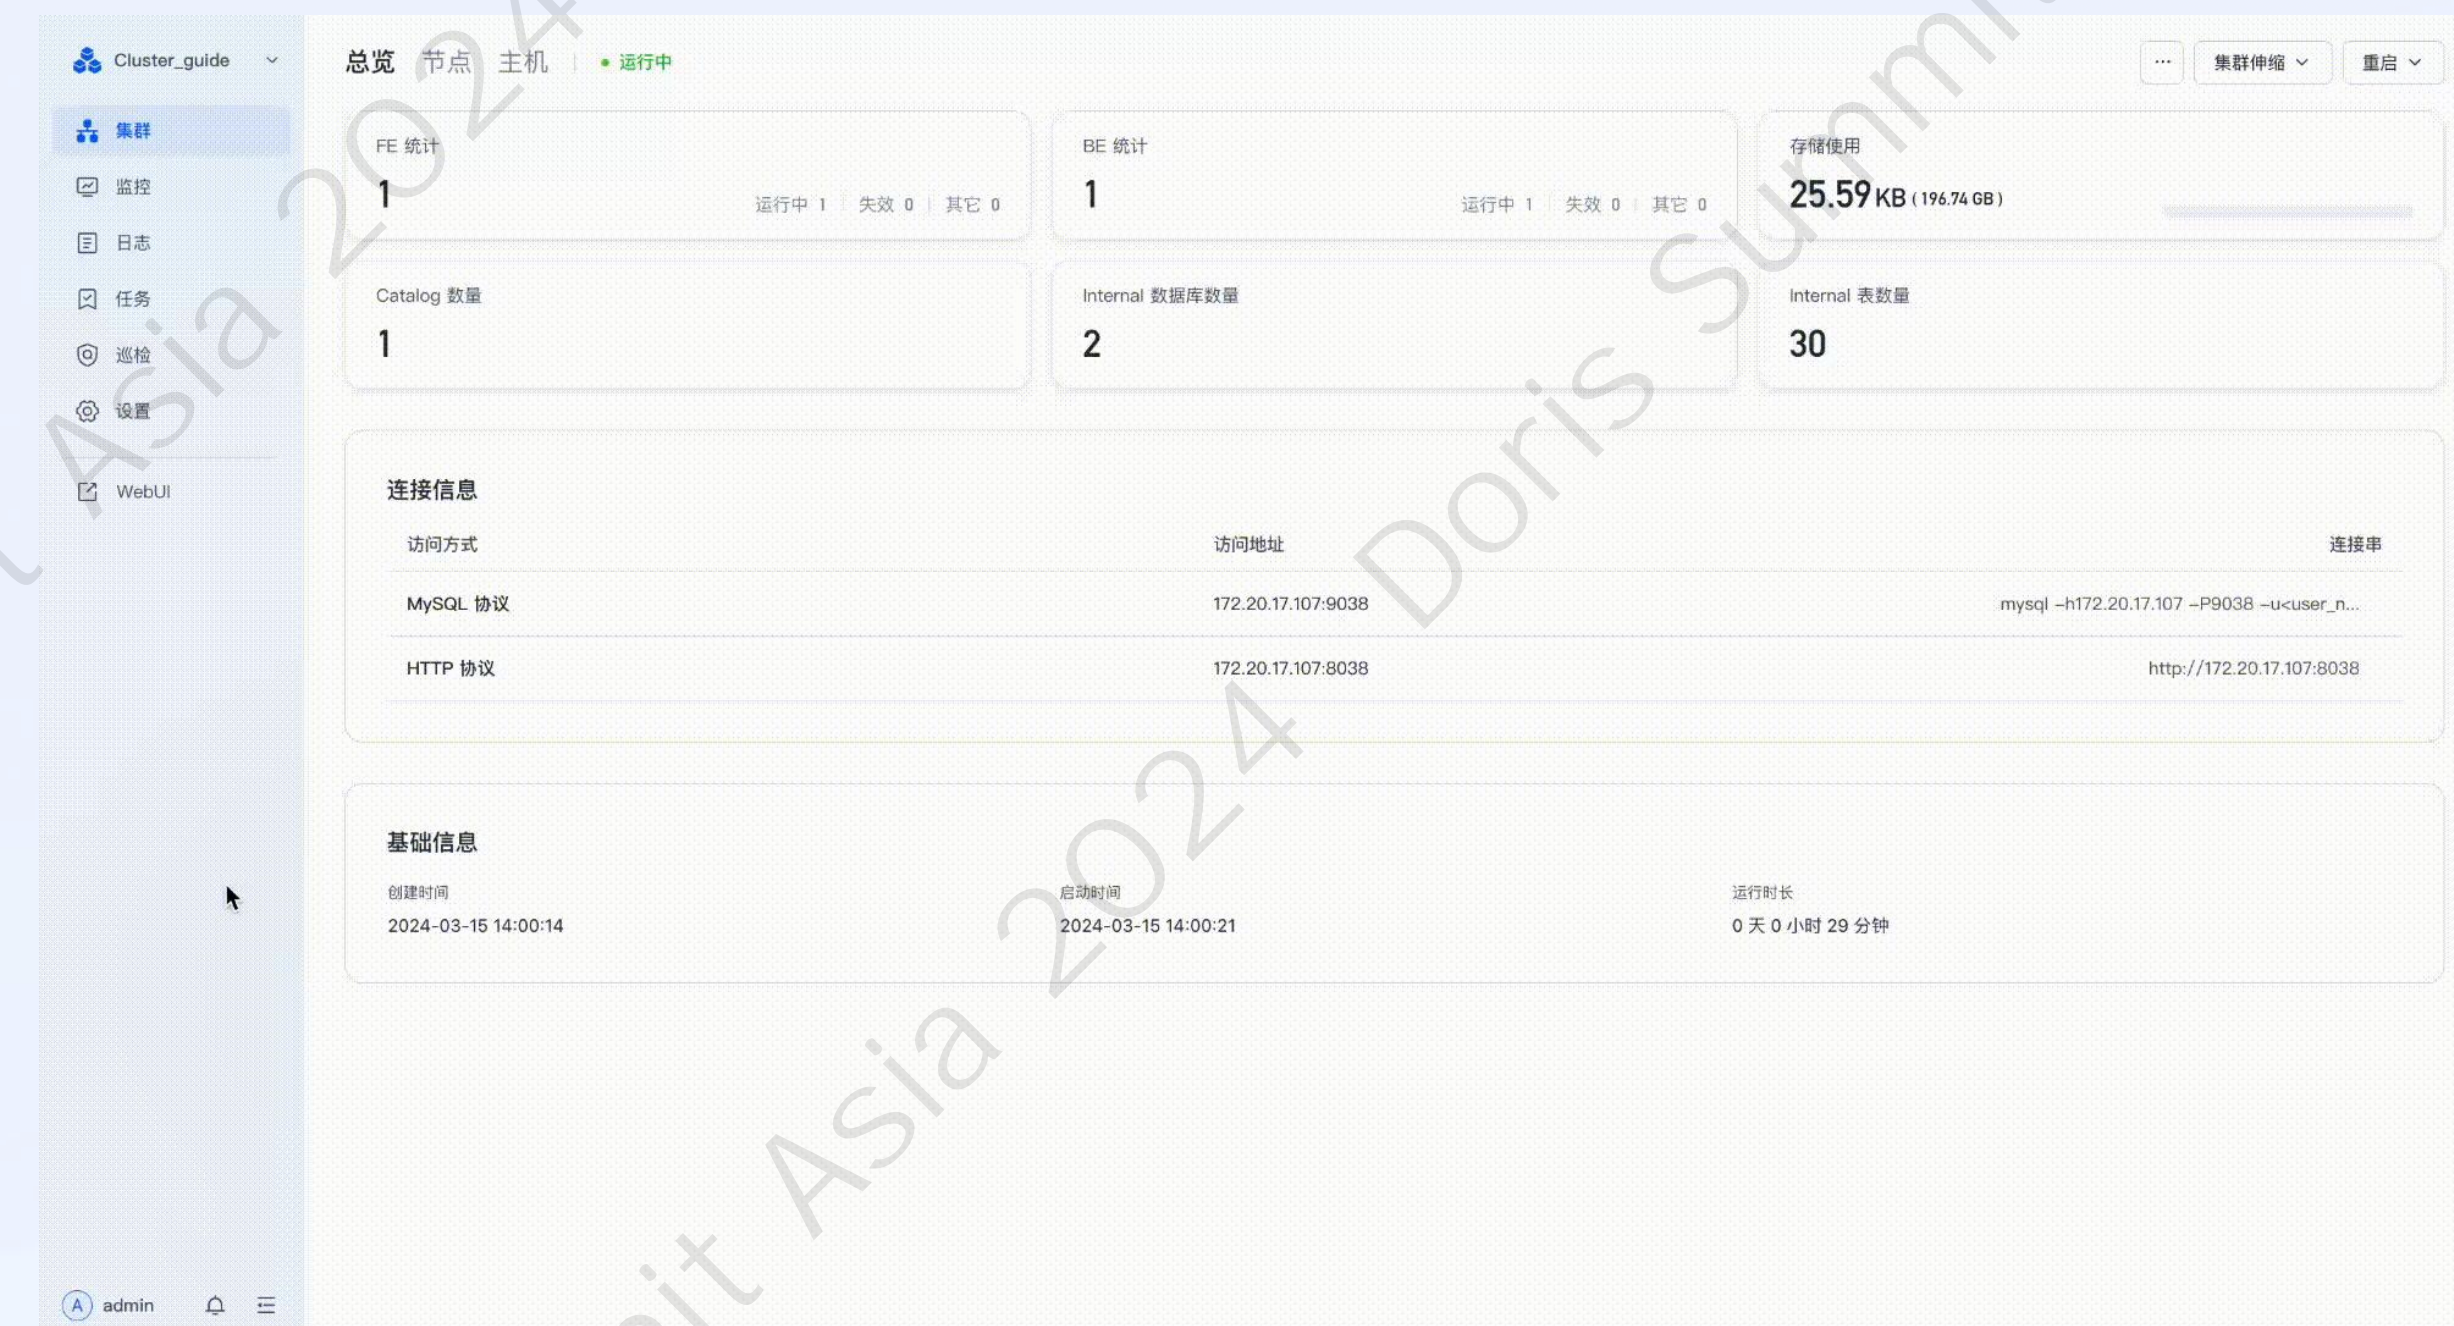 Cluster_guide
集群
监控
日志
任务
巡检
设置
WebUI
admin
总览 节点 主机 运行中
... 集群伸缩 重启
FE 统计
1
运行中 1 失效 0 其它 0
BE 统计
1
运行中 1 失效 0 其它 0
存储使用
25.59 KB ( 196.74 GB )
Catalog 数量
1
Internal 数据库数量
2
Internal 表数量
30
连接信息
访问方式 访问地址 连接串
MySQL 协议 172.20.17.107:9038 mysql -h172.20.17.107 -P9038 -u<user_n...
HTTP 协议 172.20.17.107:8038 http://172.20.17.107:8038
基础信息
创建时间
2024-03-15 14:00:14
启动时间
2024-03-15 14:00:21
运行时长
0 天 0 小时 29 分钟
Asia 2024
Doris Summit Asia 2024